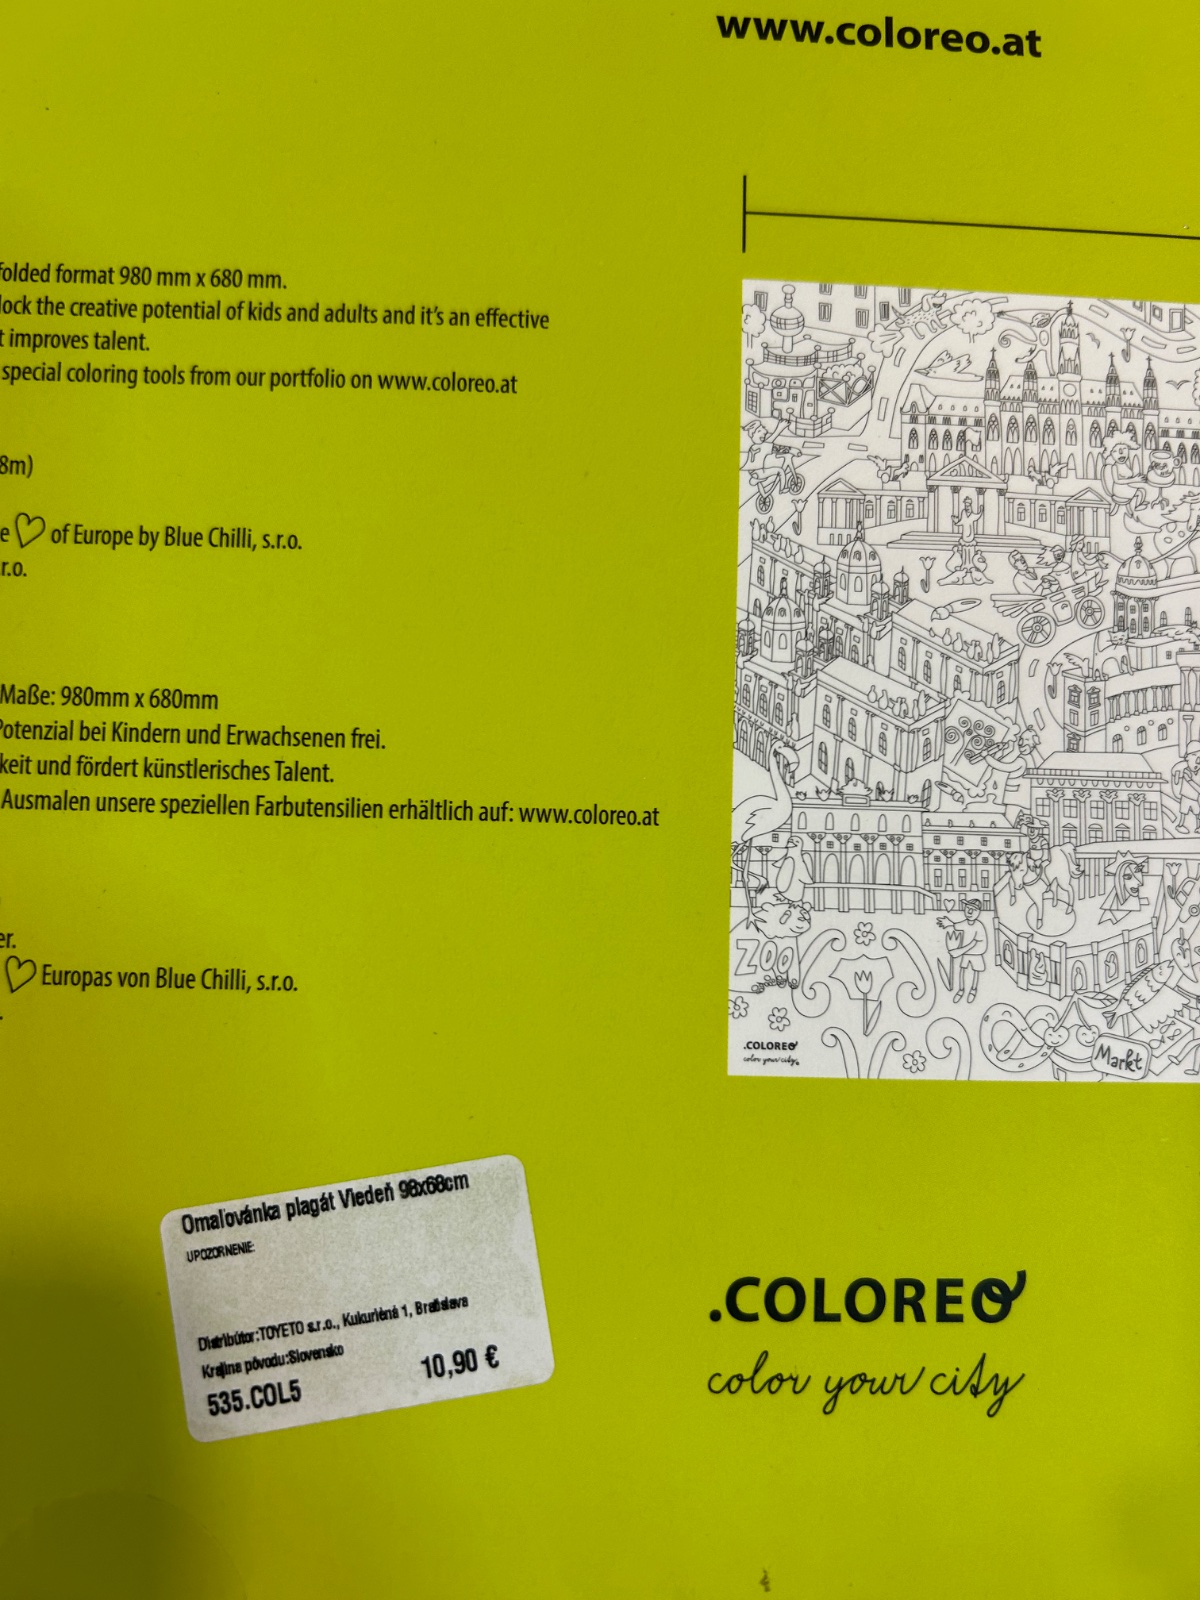 www.coloreo.at
folded format 980 mm x 680 mm.
lock the creative potential of kids and adults and it's an effective
t improves talent.
special coloring tools from our portfolio on www.coloreo.at
8m)
e ♡ of Europe by Blue Chilli, s.r.o.
r.o.
Maße: 980mm x 680mm
Potenzial bei Kindern und Erwachsenen frei.
keit und fördert künstlerisches Talent.
Ausmalen unsere speziellen Farbutensilien erhältlich auf: www.coloreo.at
er.
♡ Europas von Blue Chilli, s.r.o.
ZOO
.COLOREO
color your city
Markt
Omaľovánka plagát Viedeň 98x68cm
UPOZORNENIE:
Distribútor:TOYETO s.r.o., Kukuričná 1, Bratislava
Krajina pôvodu:Slovensko
10,90 €
535.COL5
.COLOREO
color your city